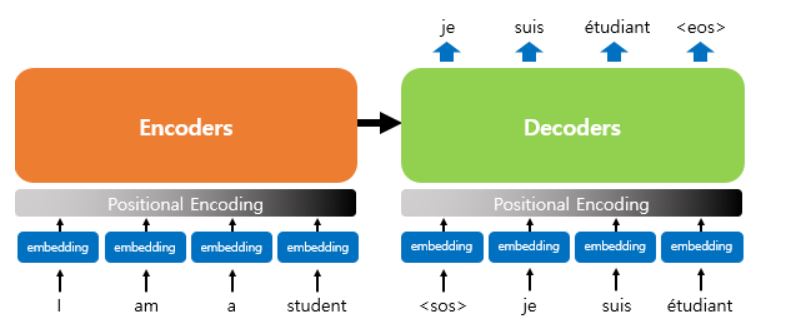 je suis étudiant <eos>
Encoders
Decoders
Positional Encoding
Positional Encoding
embedding embedding embedding embedding
embedding embedding embedding embedding
I am a student
<sos> je suis étudiant